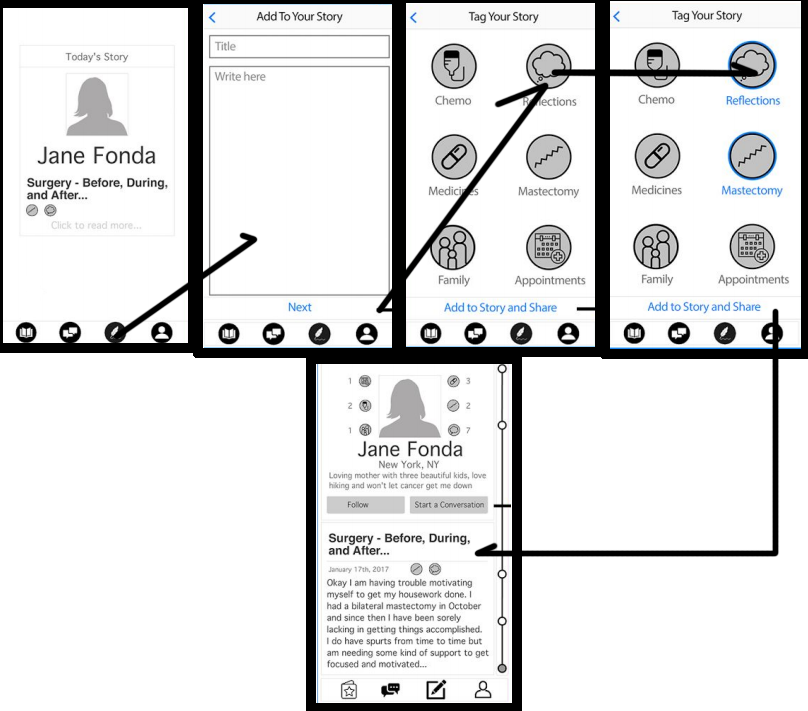 Today's Story
Jane Fonda
Surgery - Before, During,
and After...
Click to read more...
Add To Your Story
Title
Write here
Next
Tag Your Story
Chemo
Reflections
Medicines
Mastectomy
Family
Appointments
Add to Story and Share
Tag Your Story
Chemo
Reflections
Medicines
Mastectomy
Family
Appointments
Add to Story and Share
1 3
2 2
1 7
Jane Fonda
New York, NY
Loving mother with three beautiful kids, love
hiking and won't let cancer get me down
Follow
Start a Conversation
Surgery - Before, During,
and After...
January 17th, 2017
Okay I am having trouble motivating
myself to get my housework done. I
had a bilateral mastectomy in October
and since then I have been sorely
lacking in getting things accomplished.
I do have spurts from time to time but
am needing some kind of support to get
focused and motivated...